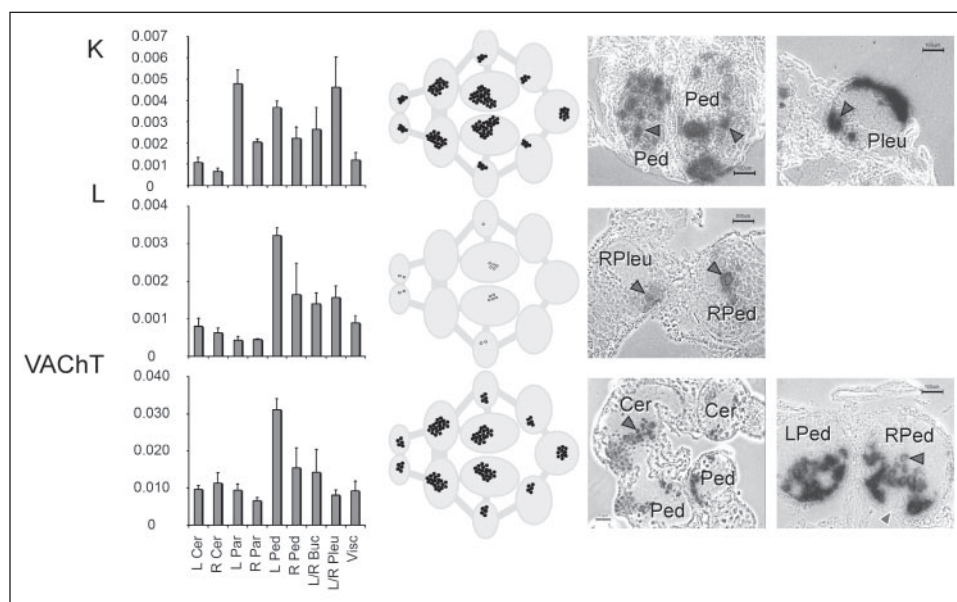 K
0.007
0.006
0.005
0.004
0.003
0.002
0.001
0
Ped
Ped
Pleu
L
0.004
0.003
0.002
0.001
0
RPleu
RPed
VAChT
0.040
0.030
0.020
0.010
0.000
Cer
Cer
Ped
Ped
LPed
RPed
L Cer
R Cer
L Par
R Par
L Ped
R Ped
L/R Buc
L/R Pleu
Visc